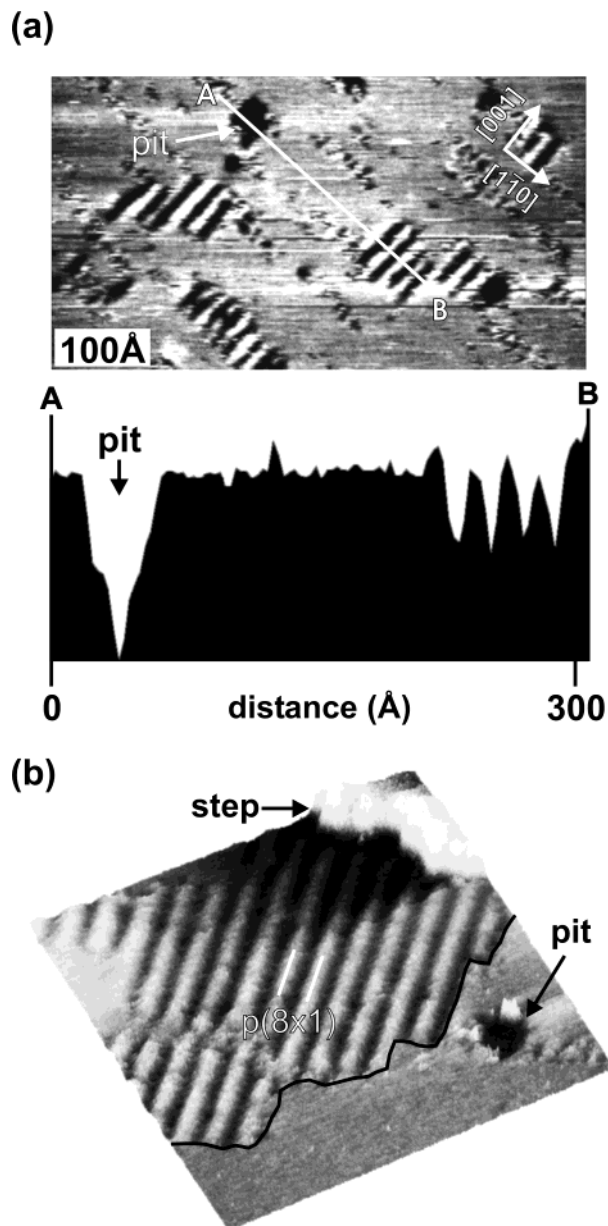 (a)
A
pit
[001]
[11̄0]
B
100Å
A
B
pit
0
distance (Å)
300
(b)
step
pit
p(8x1)